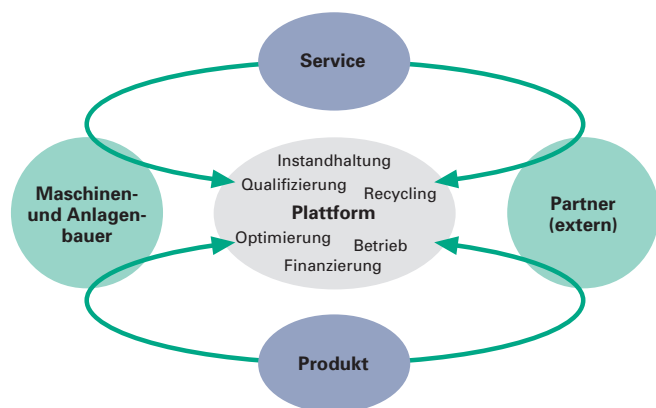 Service
Maschinen-
und Anlagen-
bauer
Instandhaltung
Qualifizierung
Recycling
Plattform
Optimierung
Betrieb
Finanzierung
Partner
(extern)
Produkt